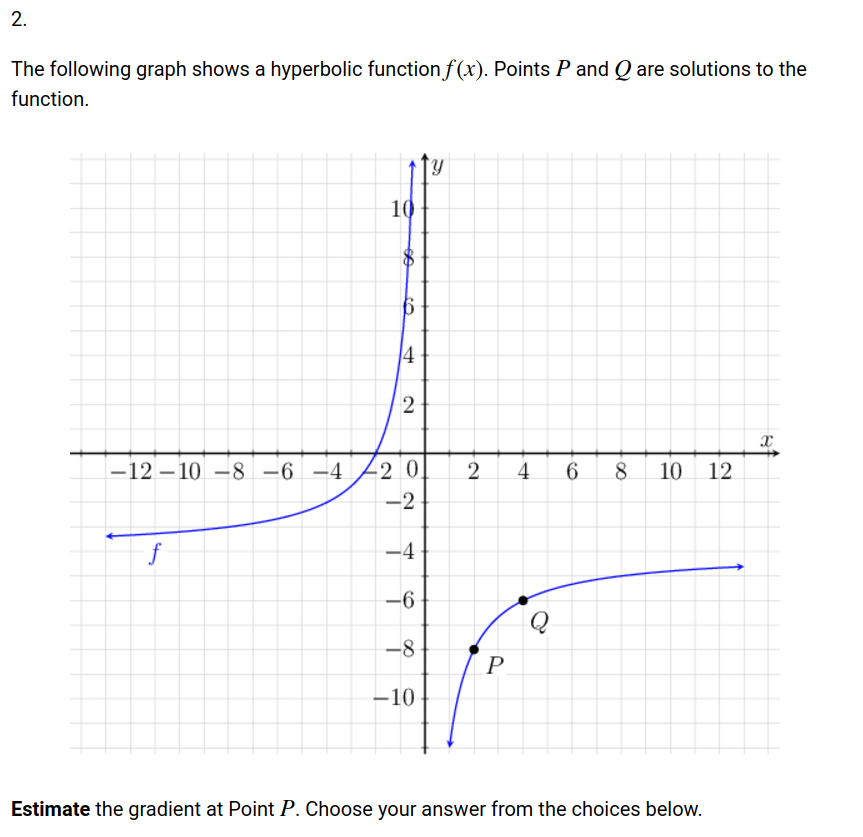 2.
The following graph shows a hyperbolic function f(x). Points P and Q are solutions to the
function.
y
10
8
6
4
2
x
−12 −10 −8 −6 −4 −2 0 2 4 6 8 10 12
−2
f
−4
−6
Q
−8
P
−10
Estimate the gradient at Point P. Choose your answer from the choices below.